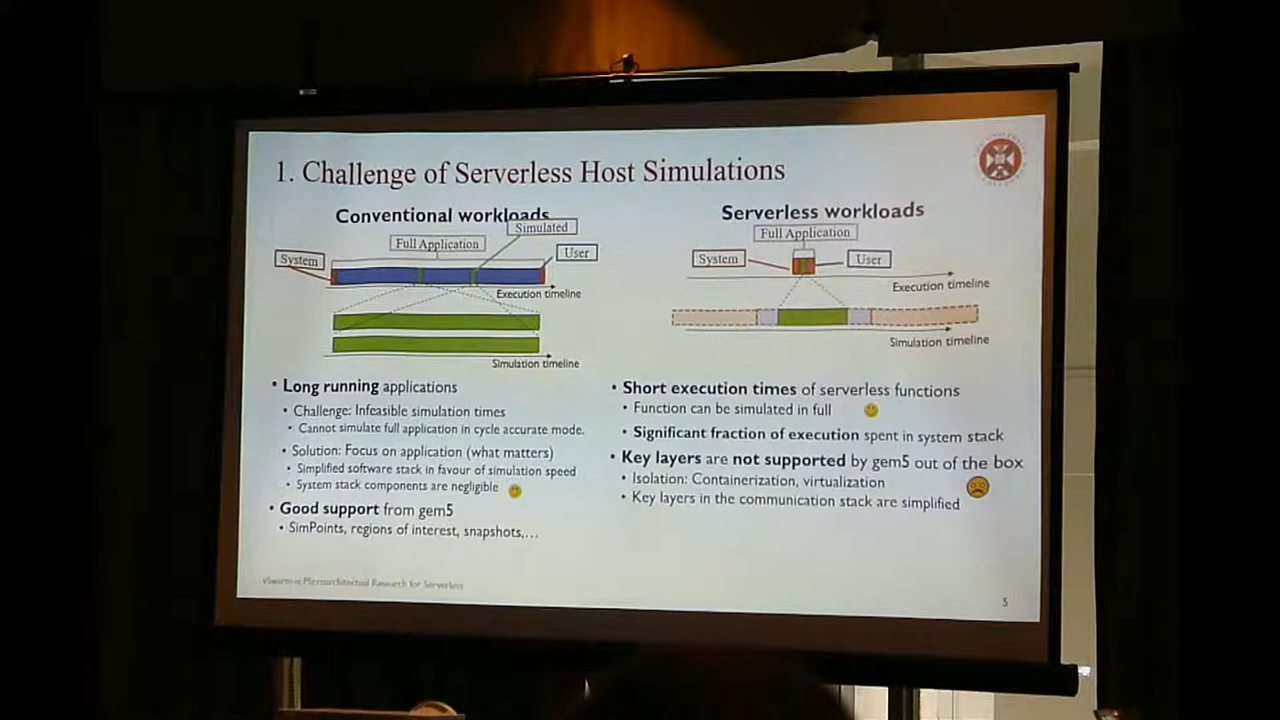 1. Challenge of Serverless Host Simulations
Conventional workloads
Simulated
Full Application
System
User
Execution timeline
Simulation timeline
• Long running applications
• Challenge: Infeasible simulation times
• Cannot simulate full application in cycle accurate mode.
• Solution: Focus on application (what matters)
• Simplified software stack in favour of simulation speed
• System stack components are negligible
• Good support from gem5
• SimPoints, regions of interest, snapshots,...
Serverless workloads
Full Application
System
User
Execution timeline
Simulation timeline
• Short execution times of serverless functions
• Function can be simulated in full
• Significant fraction of execution spent in system stack
• Key layers are not supported by gem5 out of the box
• Isolation: Containerization, virtualization
• Key layers in the communication stack are simplified
vSwarm-u: Microarchitectual Research for Serverless
5